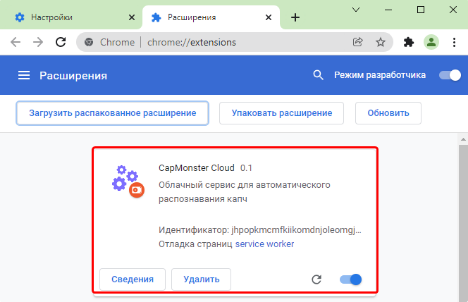 Настройки
Расширения
Chrome | chrome://extensions
Расширения
Режим разработчика
Загрузить распакованное расширение
Упаковать расширение
Обновить
CapMonster Cloud 0.1
Облачный сервис для автоматического
распознавания капч
Идентификатор: jhpopkmcmfkiikomdnjoleomgj...
Отладка страниц service worker
Сведения
Удалить